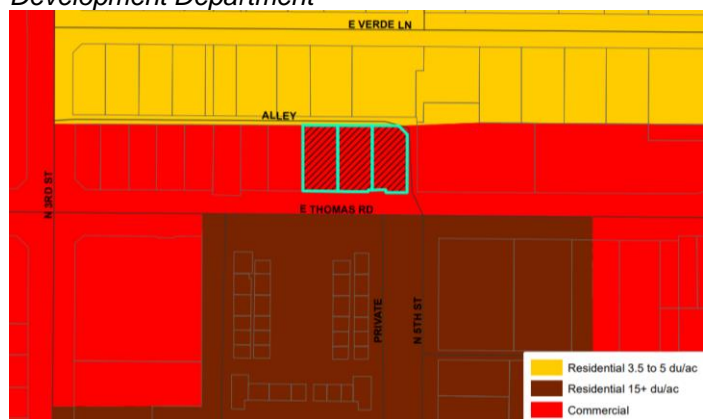 Development Department
E VERDE LN
ALLEY
N 3RD ST
E THOMAS RD
PRIVATE
N 5TH ST
Residential 3.5 to 5 du/ac
Residential 15+ du/ac
Commercial